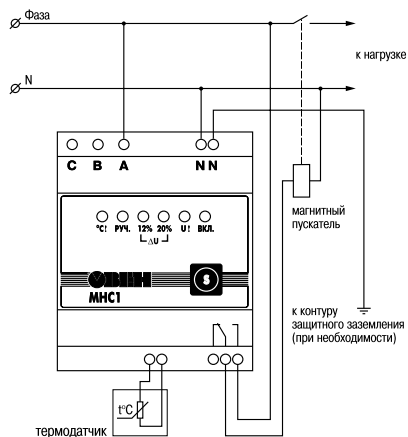 Фаза
к нагрузке
N
C B A N N
°C! РУЧ. 12% 20% U! ВКЛ.
ΔU
ОВЕН
S
МНС1
магнитный
пускатель
к контуру
защитного заземления
(при необходимости)
t°C
термодатчик